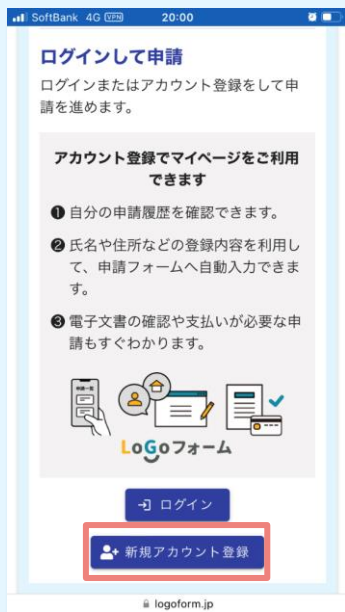 SoftBank 4G VPN 20:00
ログインして申請
ログインまたはアカウント登録をして申
請を進めます。
アカウント登録でマイページをご利用
できます
❶ 自分の申請履歴を確認できます。
❷ 氏名や住所などの登録内容を利用し
て、申請フォームへ自動入力できま
す。
❸ 電子文書の確認や支払いが必要な申
請もすぐわかります。
申請一覧
LoGoフォーム
ログイン
新規アカウント登録
logoform.jp